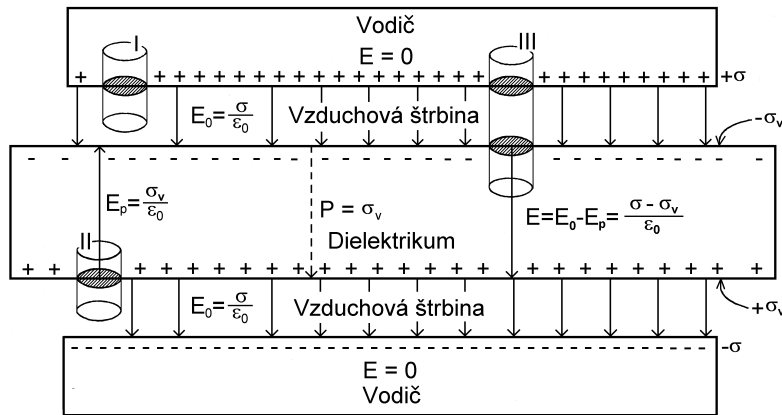 Vodič
I
III
E = 0
+ + + + + + + + + + + + + + + + + + + + + + + + +σ
E₀=σ/ε₀
Vzduchová štrbina
-σᵥ
- - - - - - - - - - - - - - - - - - - - - - - -
Eₚ=σᵥ/ε₀
P = σᵥ
E=E₀-Eₚ= σ - σᵥ/ε₀
Dielektrikum
II
+ + + + + + + + + + + + + + + + + + + +
E₀=σ/ε₀
Vzduchová štrbina
+σᵥ
-σ
E = 0
Vodič